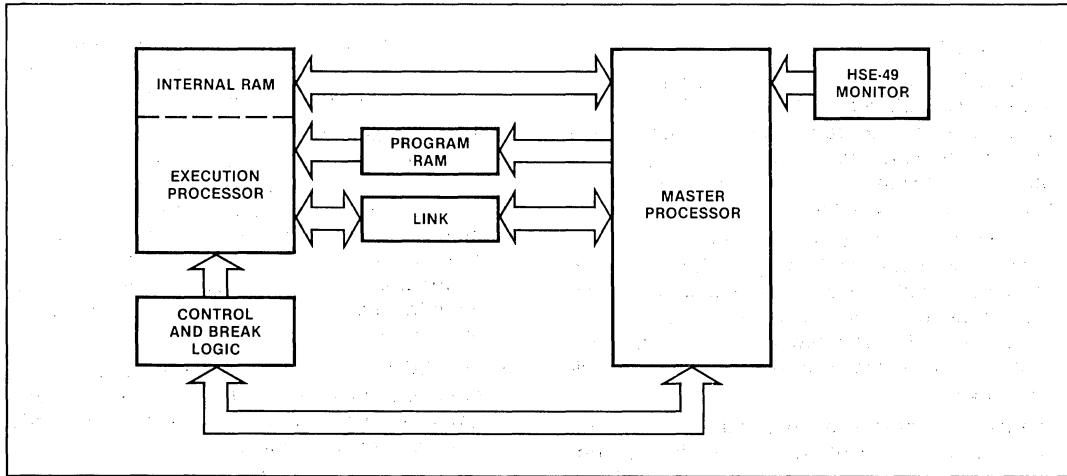 INTERNAL RAM
EXECUTION
PROCESSOR
PROGRAM
RAM
LINK
CONTROL
AND BREAK
LOGIC
MASTER
PROCESSOR
HSE-49
MONITOR